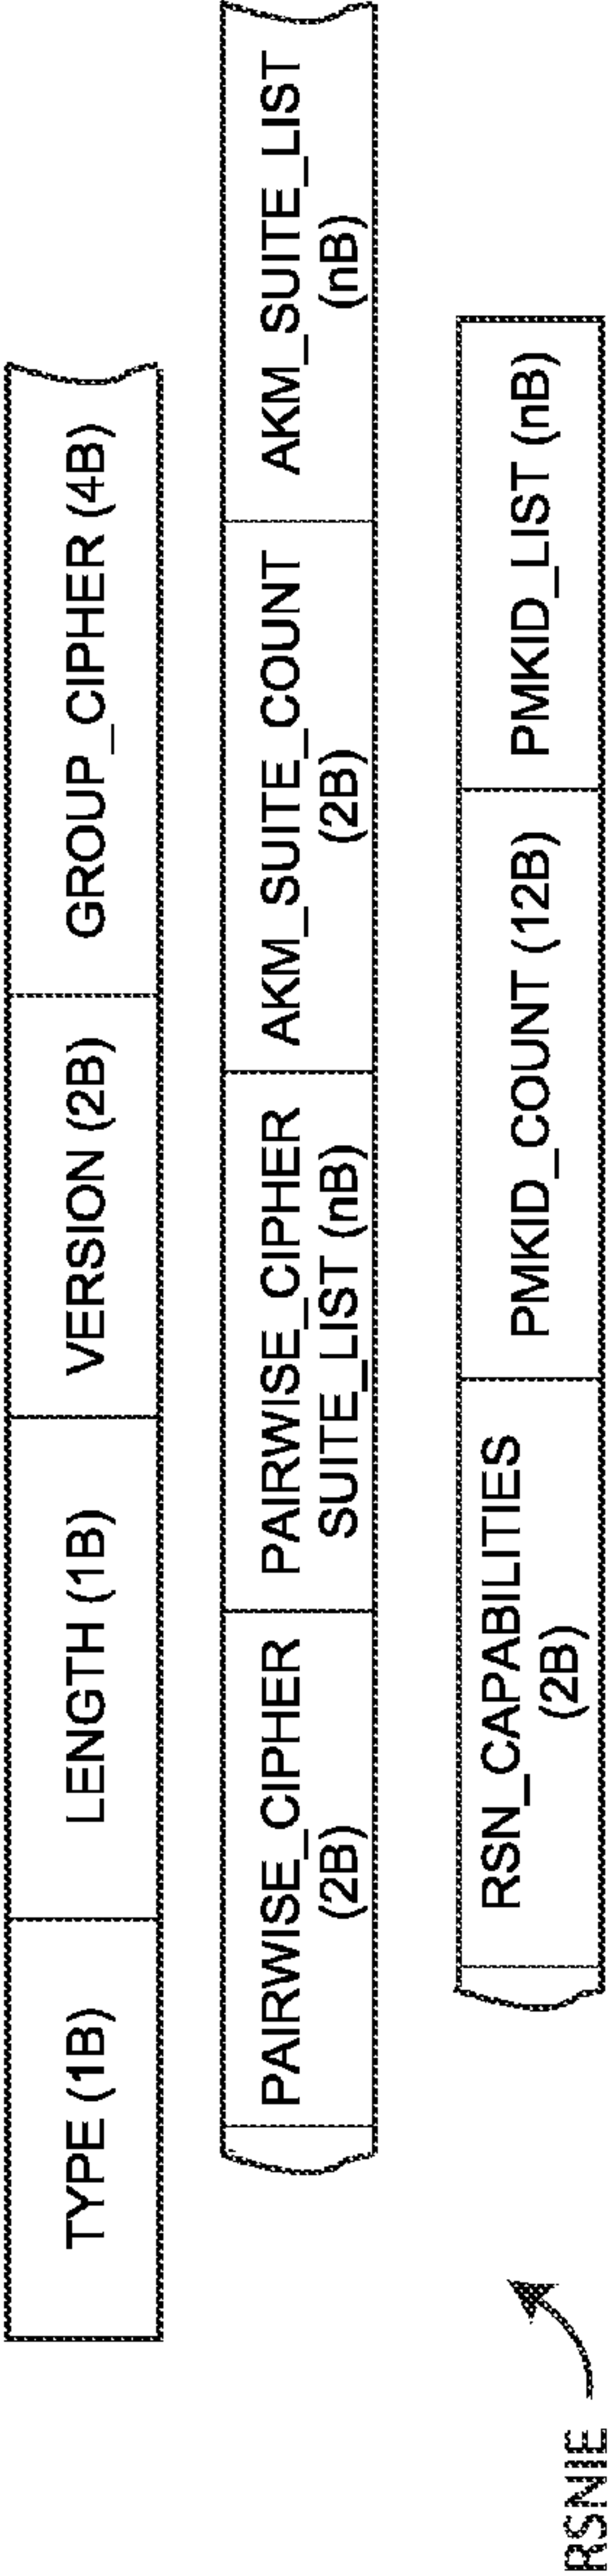 TYPE (1B)
LENGTH (1B)
VERSION (2B)
GROUP_CIPHER (4B)
PAIRWISE_CIPHER
(2B)
PAIRWISE_CIPHER
SUITE_LIST (nB)
AKM_SUITE_COUNT
(2B)
AKM_SUITE_LIST
(nB)
RSN_CAPABILITIES
(2B)
PMKID_COUNT (12B)
PMKID_LIST (nB)
RSNIE